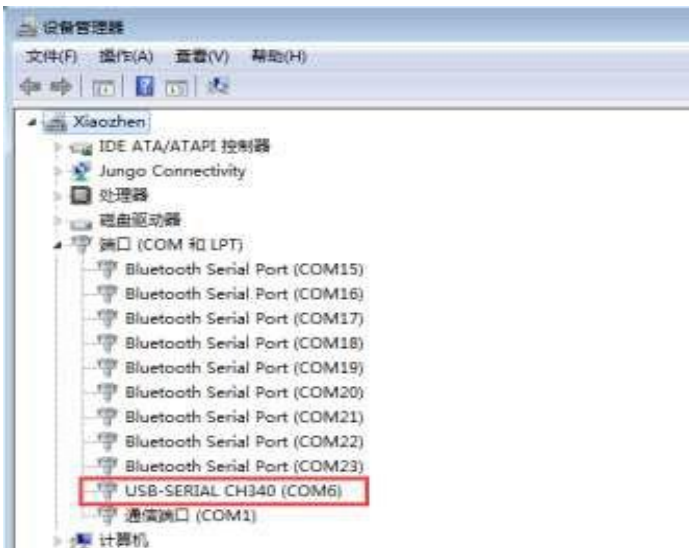 设备管理器
文件(F) 操作(A) 查看(V) 帮助(H)
Xiaozhen
IDE ATA/ATAPI 控制器
Jungo Connectivity
处理器
磁盘驱动器
端口 (COM 和 LPT)
Bluetooth Serial Port (COM15)
Bluetooth Serial Port (COM16)
Bluetooth Serial Port (COM17)
Bluetooth Serial Port (COM18)
Bluetooth Serial Port (COM19)
Bluetooth Serial Port (COM20)
Bluetooth Serial Port (COM21)
Bluetooth Serial Port (COM22)
Bluetooth Serial Port (COM23)
USB-SERIAL CH340 (COM6)
通信端口 (COM1)
计算机